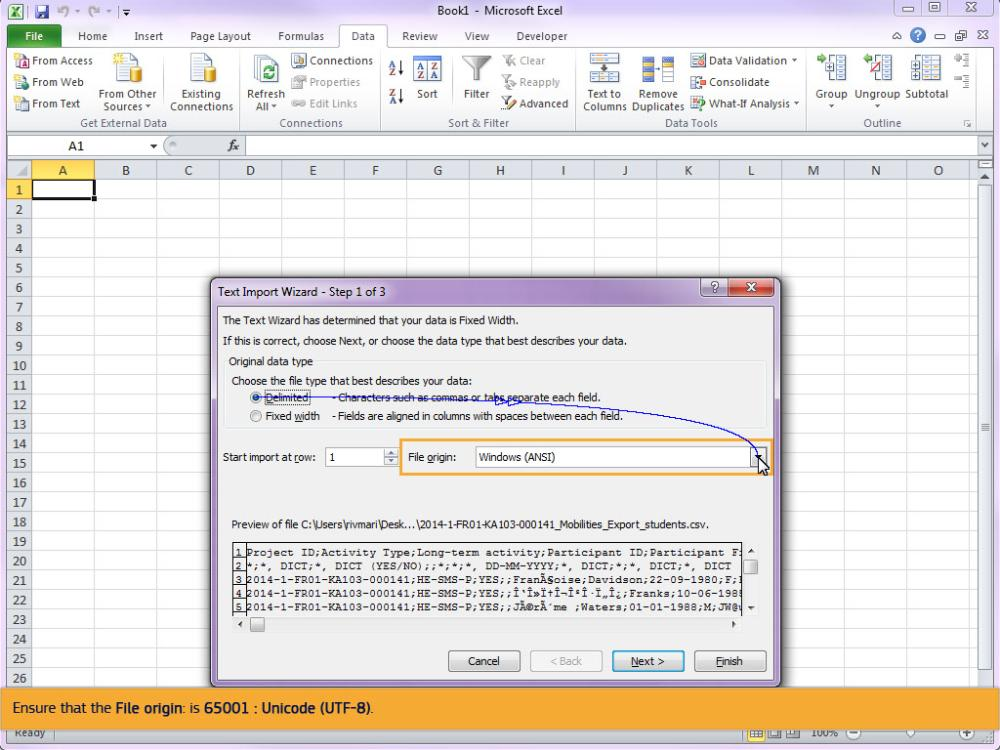 Book1 - Microsoft Excel
File Home Insert Page Layout Formulas Data Review View Developer
From Access
From Web
From Text
From Other Sources
Existing Connections
Get External Data
Refresh All
Connections
Properties
Edit Links
Connections
Sort
Filter
Clear
Reapply
Advanced
Sort & Filter
Text to Columns
Remove Duplicates
Data Validation
Consolidate
What-If Analysis
Data Tools
Group
Ungroup
Subtotal
Outline
A1 fx
A B C D E F G H I J K L M N O
1
2
3
4
5
6
7
8
9
10
11
12
13
14
15
16
17
18
19
20
21
22
23
24
25
26
Text Import Wizard - Step 1 of 3
The Text Wizard has determined that your data is Fixed Width.
If this is correct, choose Next, or choose the data type that best describes your data.
Original data type
Choose the file type that best describes your data:
Delimited - Characters such as commas or tabs separate each field.
Fixed width - Fields are aligned in columns with spaces between each field.
Start import at row: 1 File origin: Windows (ANSI)
Preview of file C:\Users\rivmari\Desk...\2014-1-FR01-KA103-000141_Mobilities_Export_students.csv.
1 Project ID;Activity Type;Long-term activity;Participant ID;Participant Fi
2 *;*, DICT;*, DICT (YES/NO);;*;*;*, DD-MM-YYYY;*, DICT;*;*, DICT;*, DICT
3 2014-1-FR01-KA103-000141;HE-SMS-P;YES;;FranÃ§oise;Davidson;22-09-1980;F;
4 2014-1-FR01-KA103-000141;HE-SMS-P;YES;;
;Franks;10-06-198
5 2014-1-FR01-KA103-000141;HE-SMS-P;YES;;JÃ©rÃ´me ;Waters;01-01-1988;M;JW@
Cancel < Back Next > Finish
Ensure that the File origin: is 65001 : Unicode (UTF-8).
Ready 100%